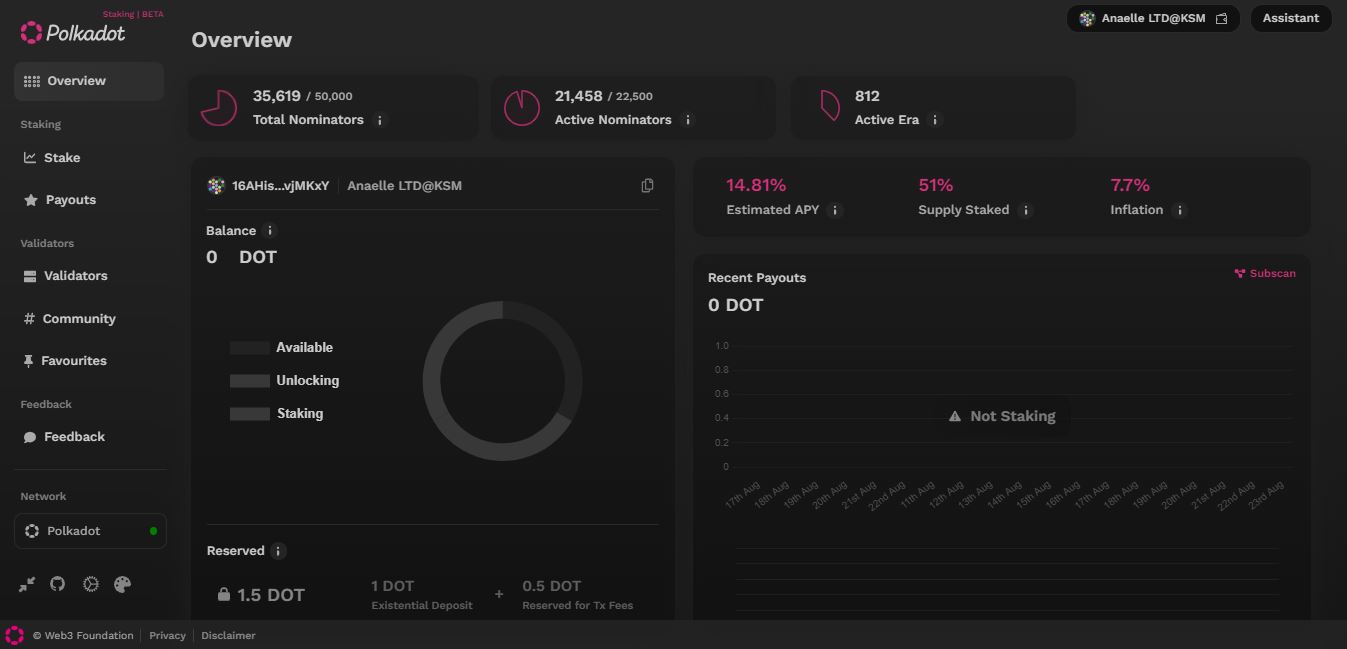 Staking | BETA
Polkadot
Overview
Staking
Stake
Payouts
Validators
Validators
# Community
Favourites
Feedback
Feedback
Network
Polkadot
Overview
Anaelle LTD@KSM
Assistant
35,619 / 50,000
Total Nominators i
21,458 / 22,500
Active Nominators i
812
Active Era i
16AHis...vjMKxY | Anaelle LTD@KSM
Balance i
0 DOT
Available
Unlocking
Staking
Reserved i
1.5 DOT
1 DOT
Existential Deposit
+
0.5 DOT
Reserved for Tx Fees
14.81%
Estimated APY i
51%
Supply Staked i
7.7%
Inflation i
Recent Payouts
Subscan
0 DOT
1.0
0.8
0.6
0.4
0.2
0
Not Staking
17th Aug
18th Aug
19th Aug
20th Aug
21st Aug
22nd Aug
11th Aug
12th Aug
13th Aug
14th Aug
15th Aug
16th Aug
17th Aug
18th Aug
19th Aug
20th Aug
21st Aug
22nd Aug
23rd Aug
© Web3 Foundation | Privacy | Disclaimer